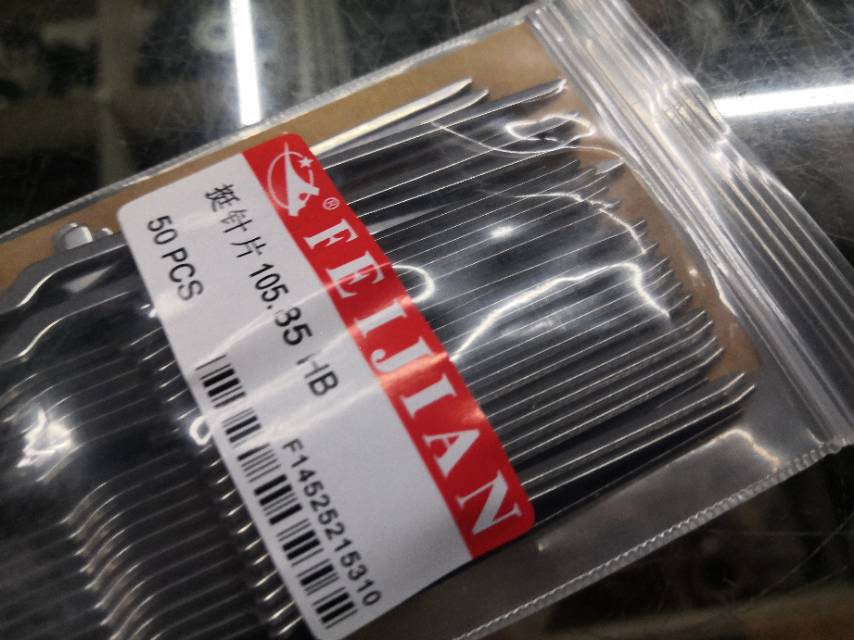 ®
FEIJIAN
挺针片 105.35 HB
50 PCS
F14525215310